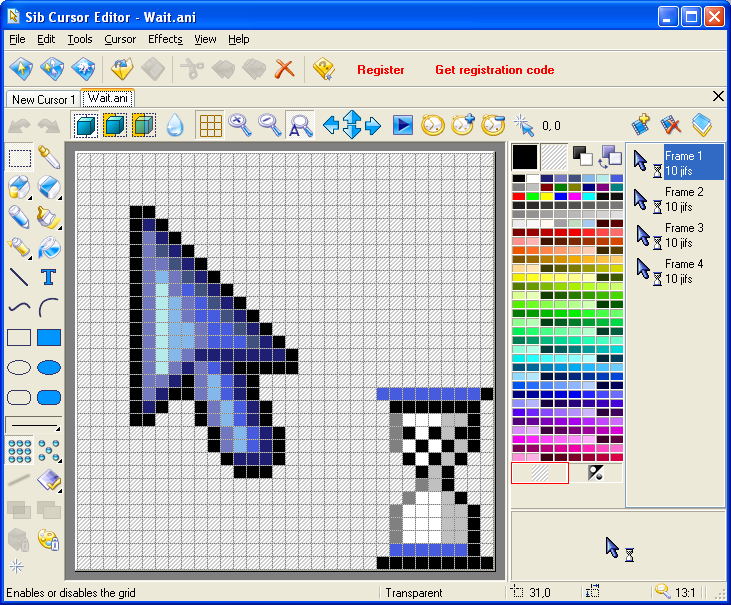 Sib Cursor Editor - Wait.ani
File Edit Tools Cursor Effects View Help
Register Get registration code
New Cursor 1 Wait.ani
0, 0
Frame 1
10 jifs
Frame 2
10 jifs
Frame 3
10 jifs
Frame 4
10 jifs
Enables or disables the grid Transparent 31,0 13:1